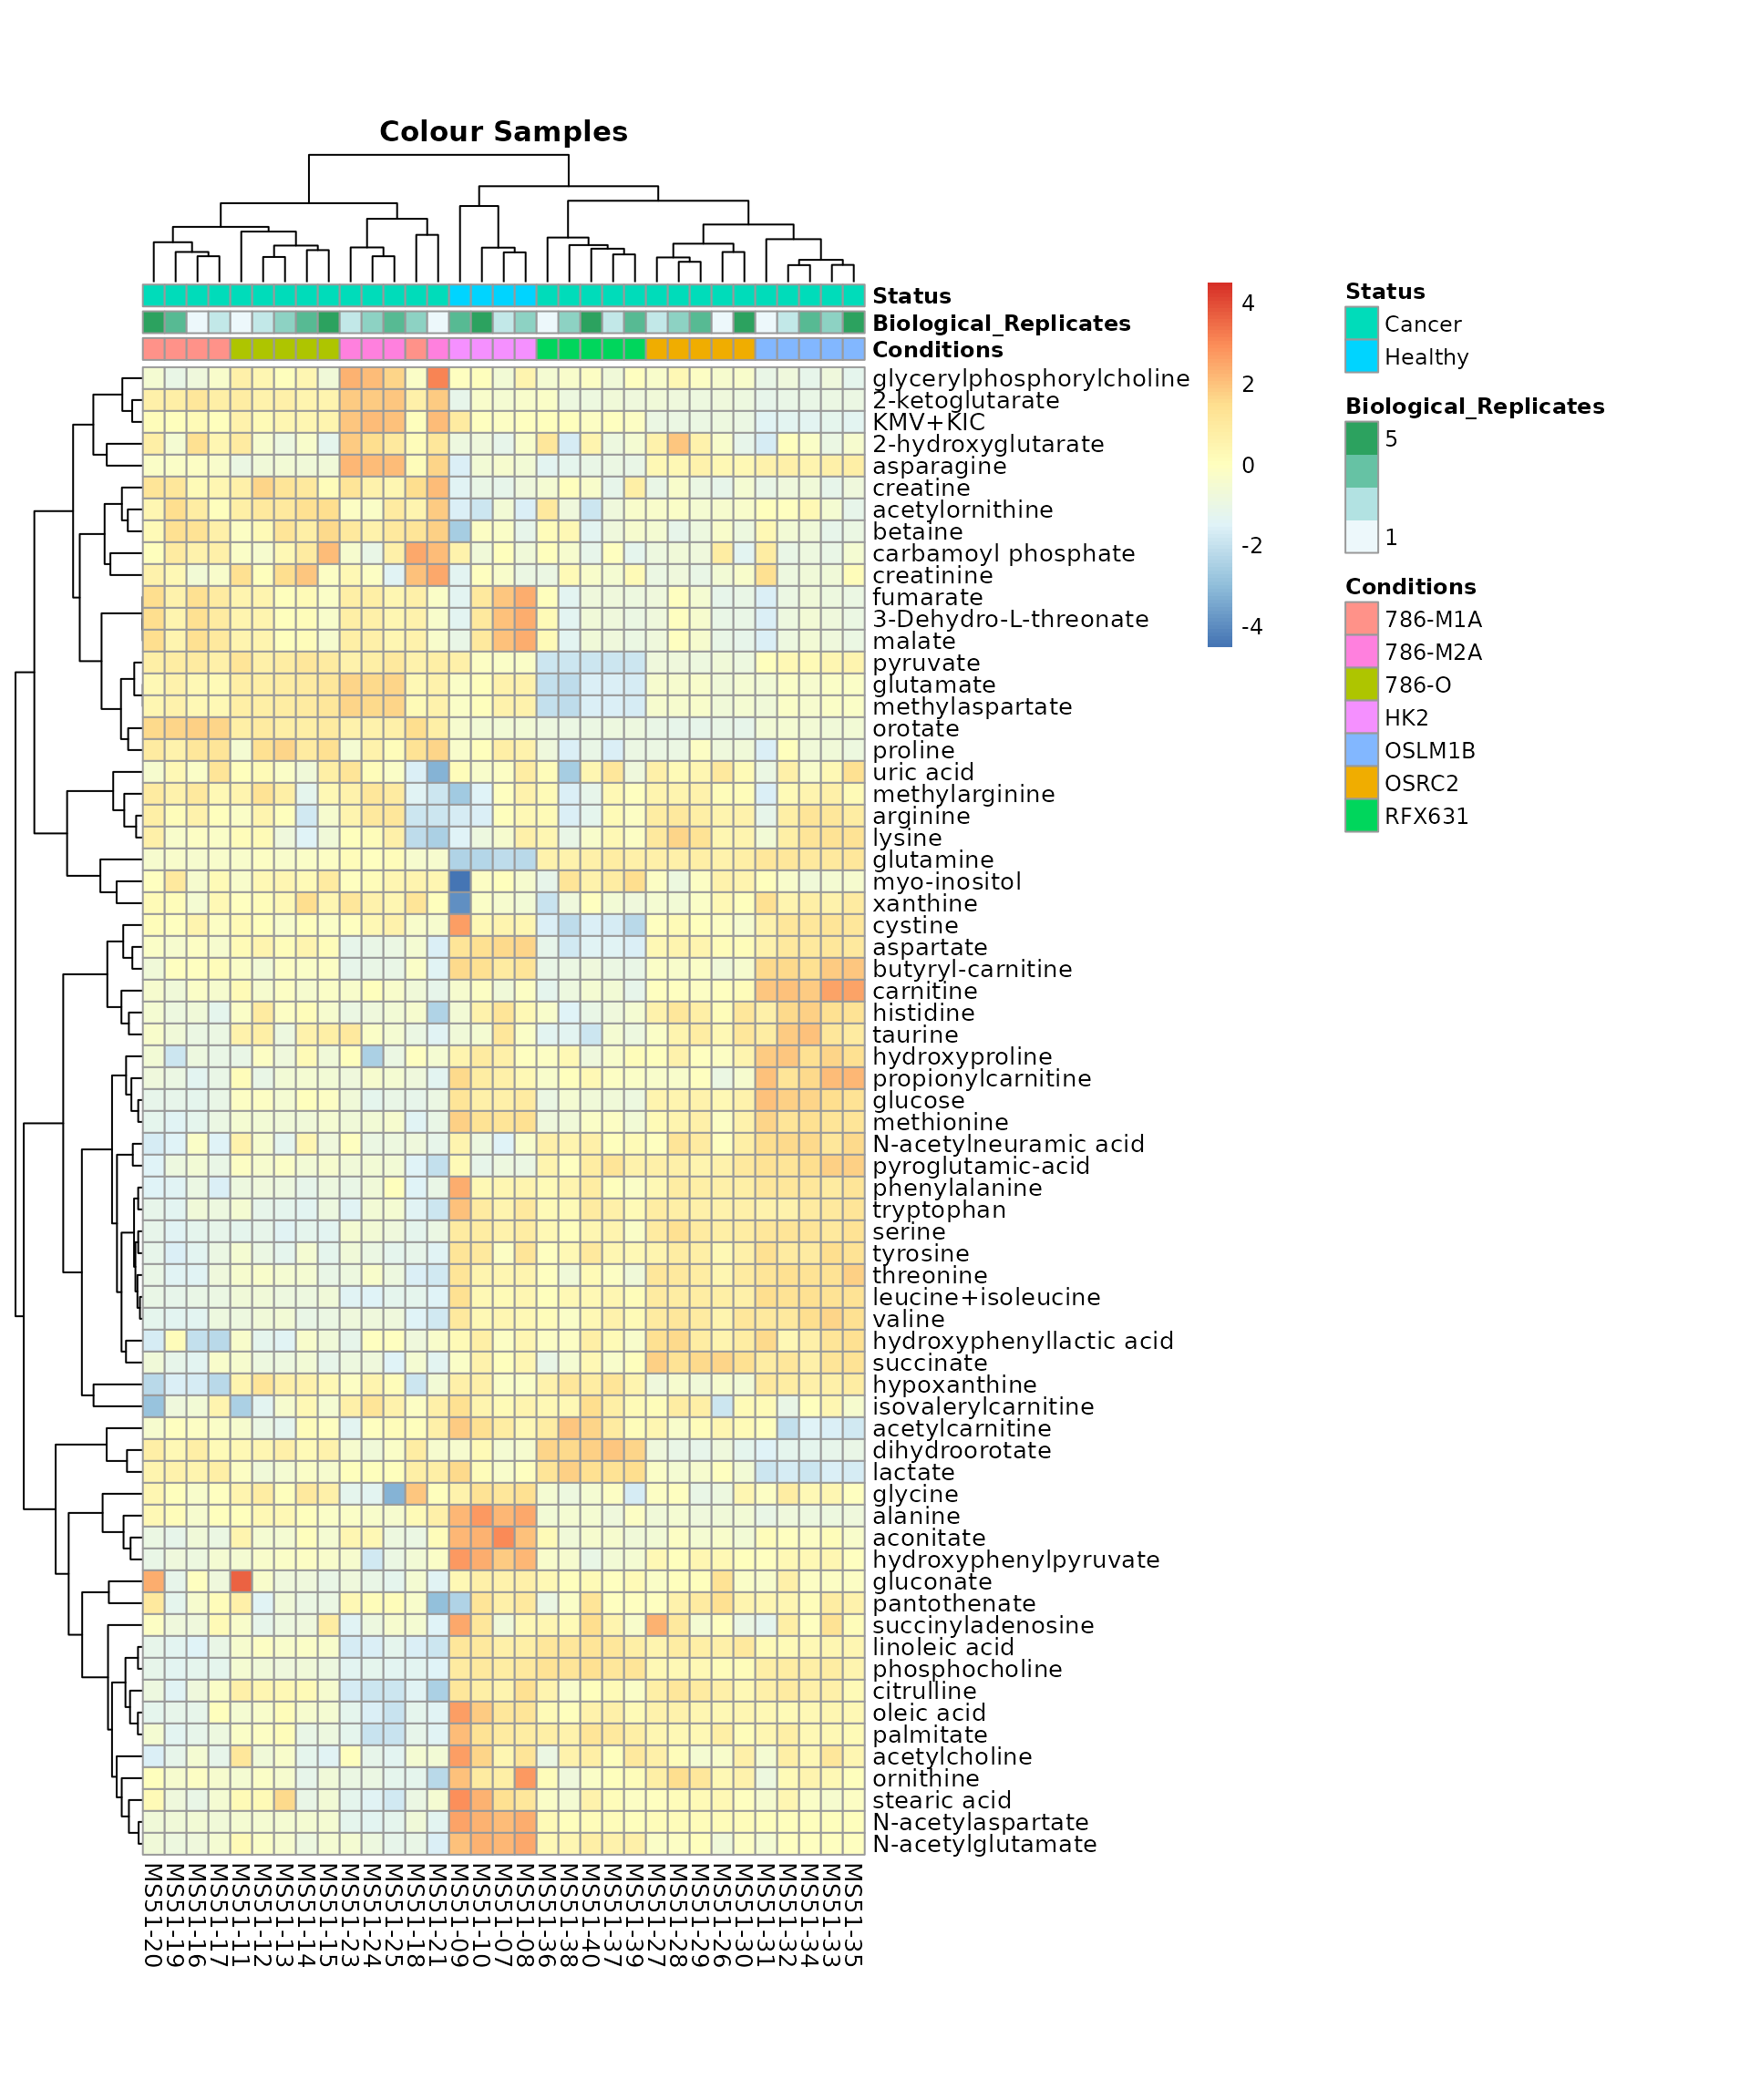 Colour Samples
Status
Biological_Replicates
Conditions
glycerylphosphorylcholine
2-ketoglutarate
KMV+KIC
2-hydroxyglutarate
asparagine
creatine
acetylornithine
betaine
carbamoyl phosphate
creatinine
fumarate
3-Dehydro-L-threonate
malate
pyruvate
glutamate
methylaspartate
orotate
proline
uric acid
methylarginine
arginine
lysine
glutamine
myo-inositol
xanthine
cystine
aspartate
butyryl-carnitine
carnitine
histidine
taurine
hydroxyproline
propionylcarnitine
glucose
methionine
N-acetylneuramic acid
pyroglutamic-acid
phenylalanine
tryptophan
serine
tyrosine
threonine
leucine+isoleucine
valine
hydroxyphenyllactic acid
succinate
hypoxanthine
isovalerylcarnitine
acetylcarnitine
dihydroorotate
lactate
glycine
alanine
aconitate
hydroxyphenylpyruvate
gluconate
pantothenate
succinyladenosine
linoleic acid
phosphocholine
citrulline
oleic acid
palmitate
acetylcholine
ornithine
stearic acid
N-acetylaspartate
N-acetylglutamate
MS51-20
MS51-19
MS51-16
MS51-17
MS51-11
MS51-12
MS51-13
MS51-14
MS51-15
MS51-23
MS51-24
MS51-25
MS51-18
MS51-21
MS51-09
MS51-10
MS51-07
MS51-08
MS51-36
MS51-38
MS51-40
MS51-37
MS51-39
MS51-27
MS51-28
MS51-29
MS51-26
MS51-30
MS51-31
MS51-32
MS51-34
MS51-33
MS51-35
4
2
0
-2
-4
Status
Cancer
Healthy
Biological_Replicates
5
1
Conditions
786-M1A
786-M2A
786-O
HK2
OSLM1B
OSRC2
RFX631